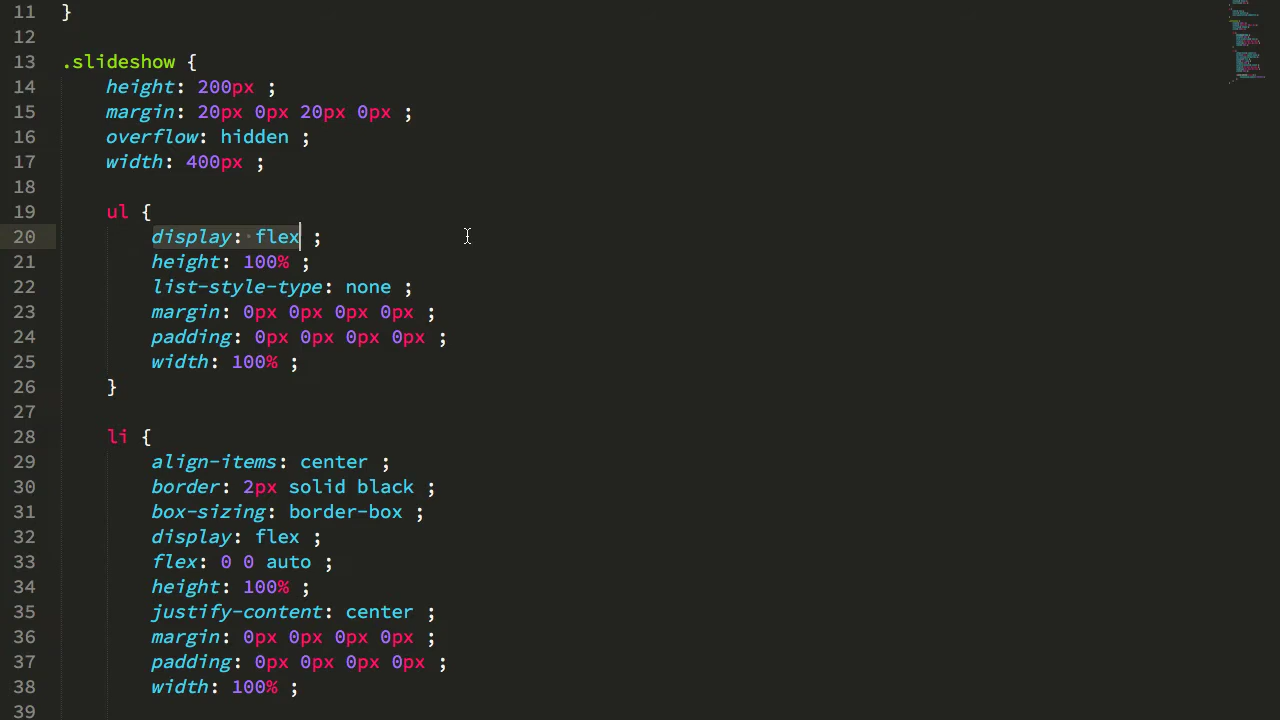 11 }
12
13 .slideshow {
14 height: 200px ;
15 margin: 20px 0px 20px 0px ;
16 overflow: hidden ;
17 width: 400px ;
18
19 ul {
20 display: flex ;
21 height: 100% ;
22 list-style-type: none ;
23 margin: 0px 0px 0px 0px ;
24 padding: 0px 0px 0px 0px ;
25 width: 100% ;
26 }
27
28 li {
29 align-items: center ;
30 border: 2px solid black ;
31 box-sizing: border-box ;
32 display: flex ;
33 flex: 0 0 auto ;
34 height: 100% ;
35 justify-content: center ;
36 margin: 0px 0px 0px 0px ;
37 padding: 0px 0px 0px 0px ;
38 width: 100% ;
39